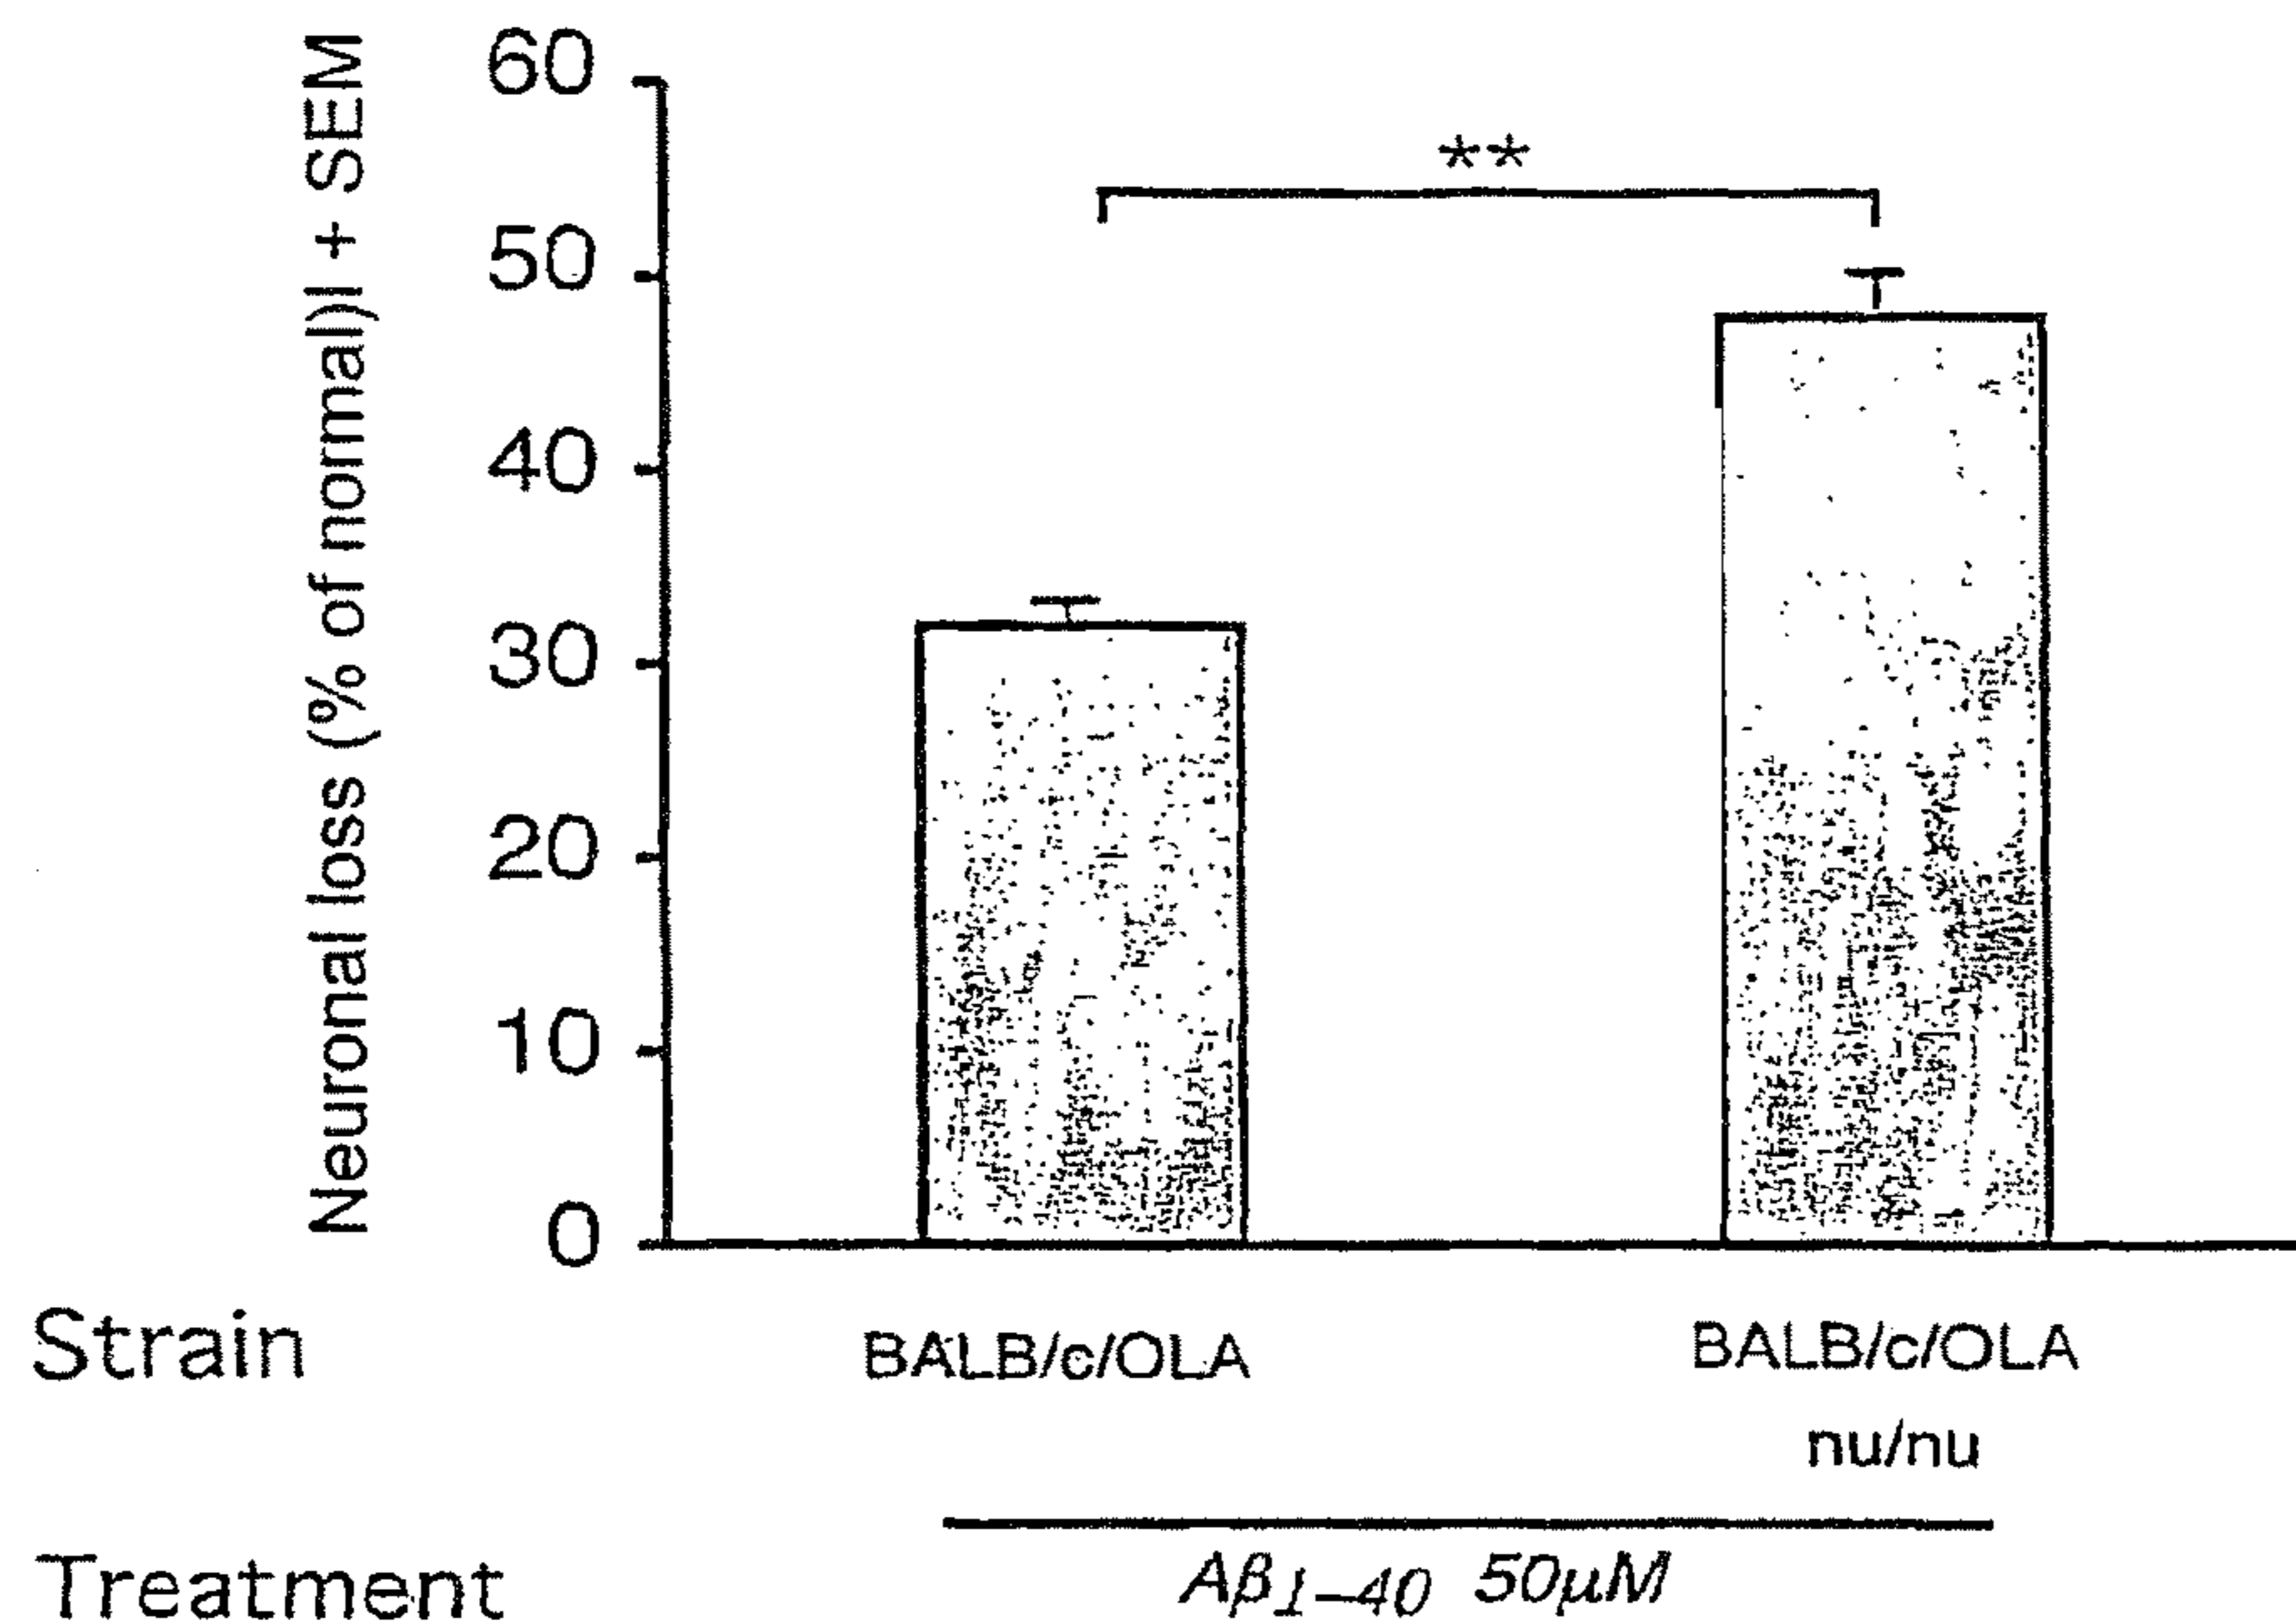 Neuronal loss (% of normal)l + SEM
60
50
40
30
20
10
0
**
Strain
BALB/c/OLA
BALB/c/OLA
nu/nu
Treatment
Aβ1–40 50μM